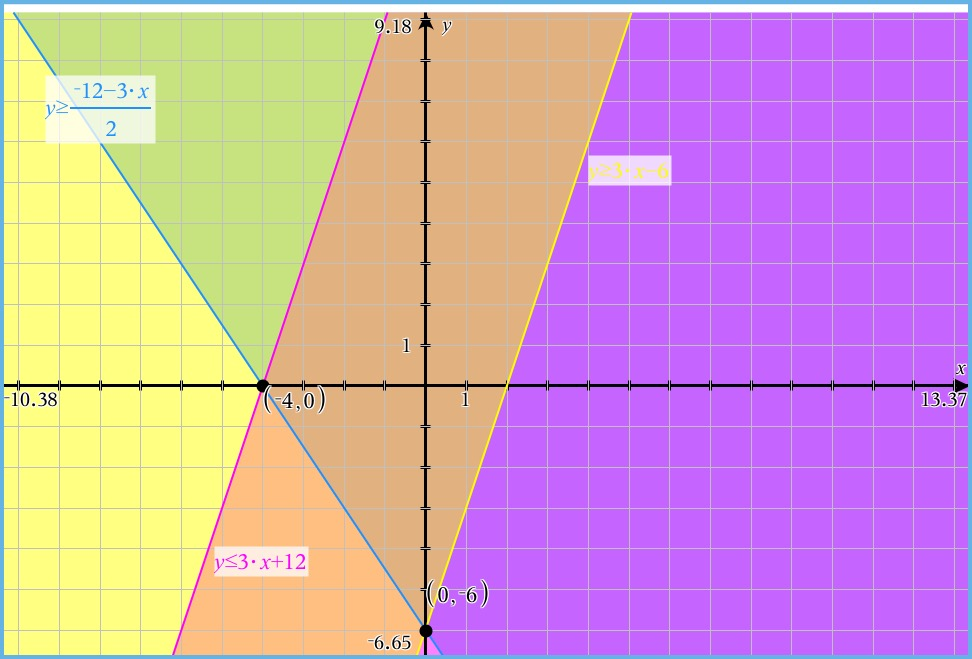 9.18 y
y≥(⁻12−3·x)/2
y≥3·x−6
1
x
⁻10.38
(⁻4,0)
1
13.37
y≤3·x+12
(0,⁻6)
⁻6.65